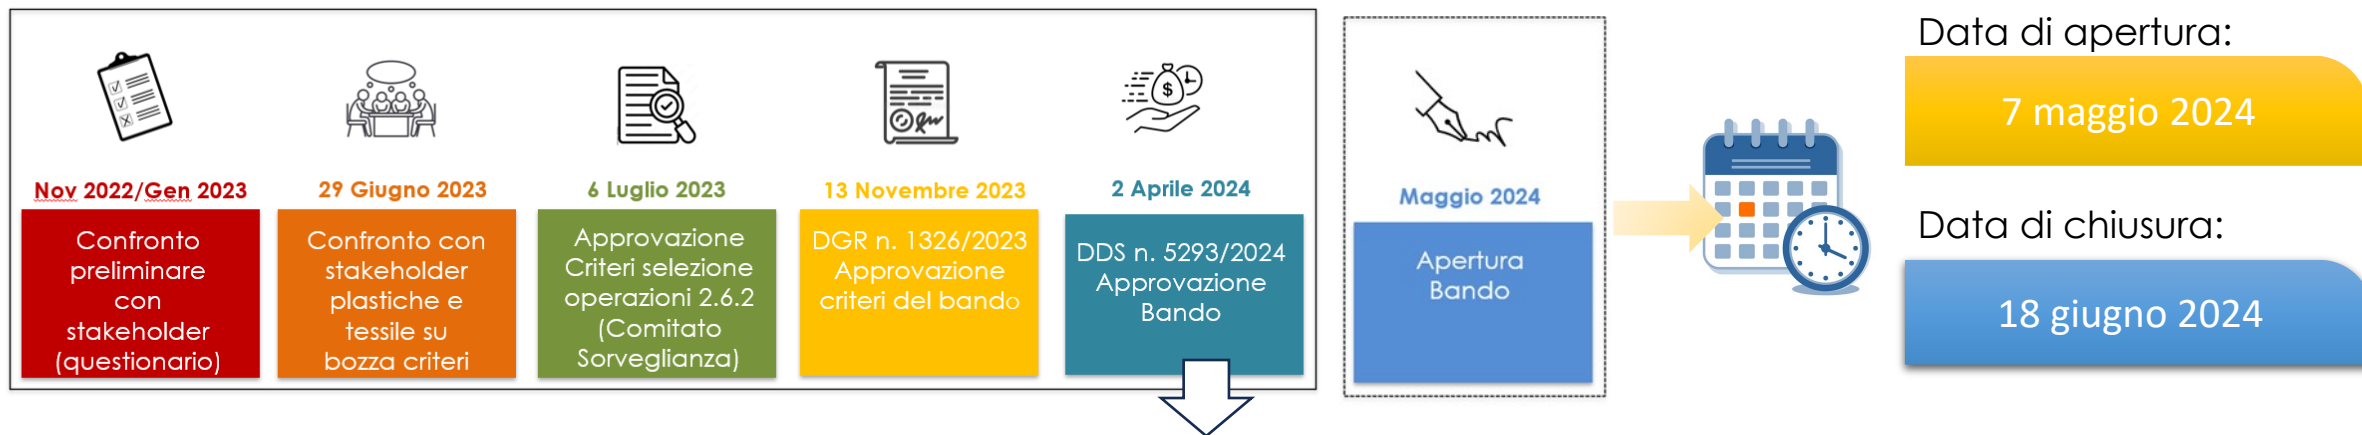 Nov 2022/Gen 2023
Confronto
preliminare
con
stakeholder
(questionario)
29 Giugno 2023
Confronto con
stakeholder
plastiche e
tessile su
bozza criteri
6 Luglio 2023
Approvazione
Criteri selezione
operazioni 2.6.2
(Comitato
Sorveglianza)
13 Novembre 2023
DGR n. 1326/2023
Approvazione
criteri del bando
2 Aprile 2024
DDS n. 5293/2024
Approvazione
Bando
Maggio 2024
Apertura
Bando
Data di apertura:
7 maggio 2024
Data di chiusura:
18 giugno 2024